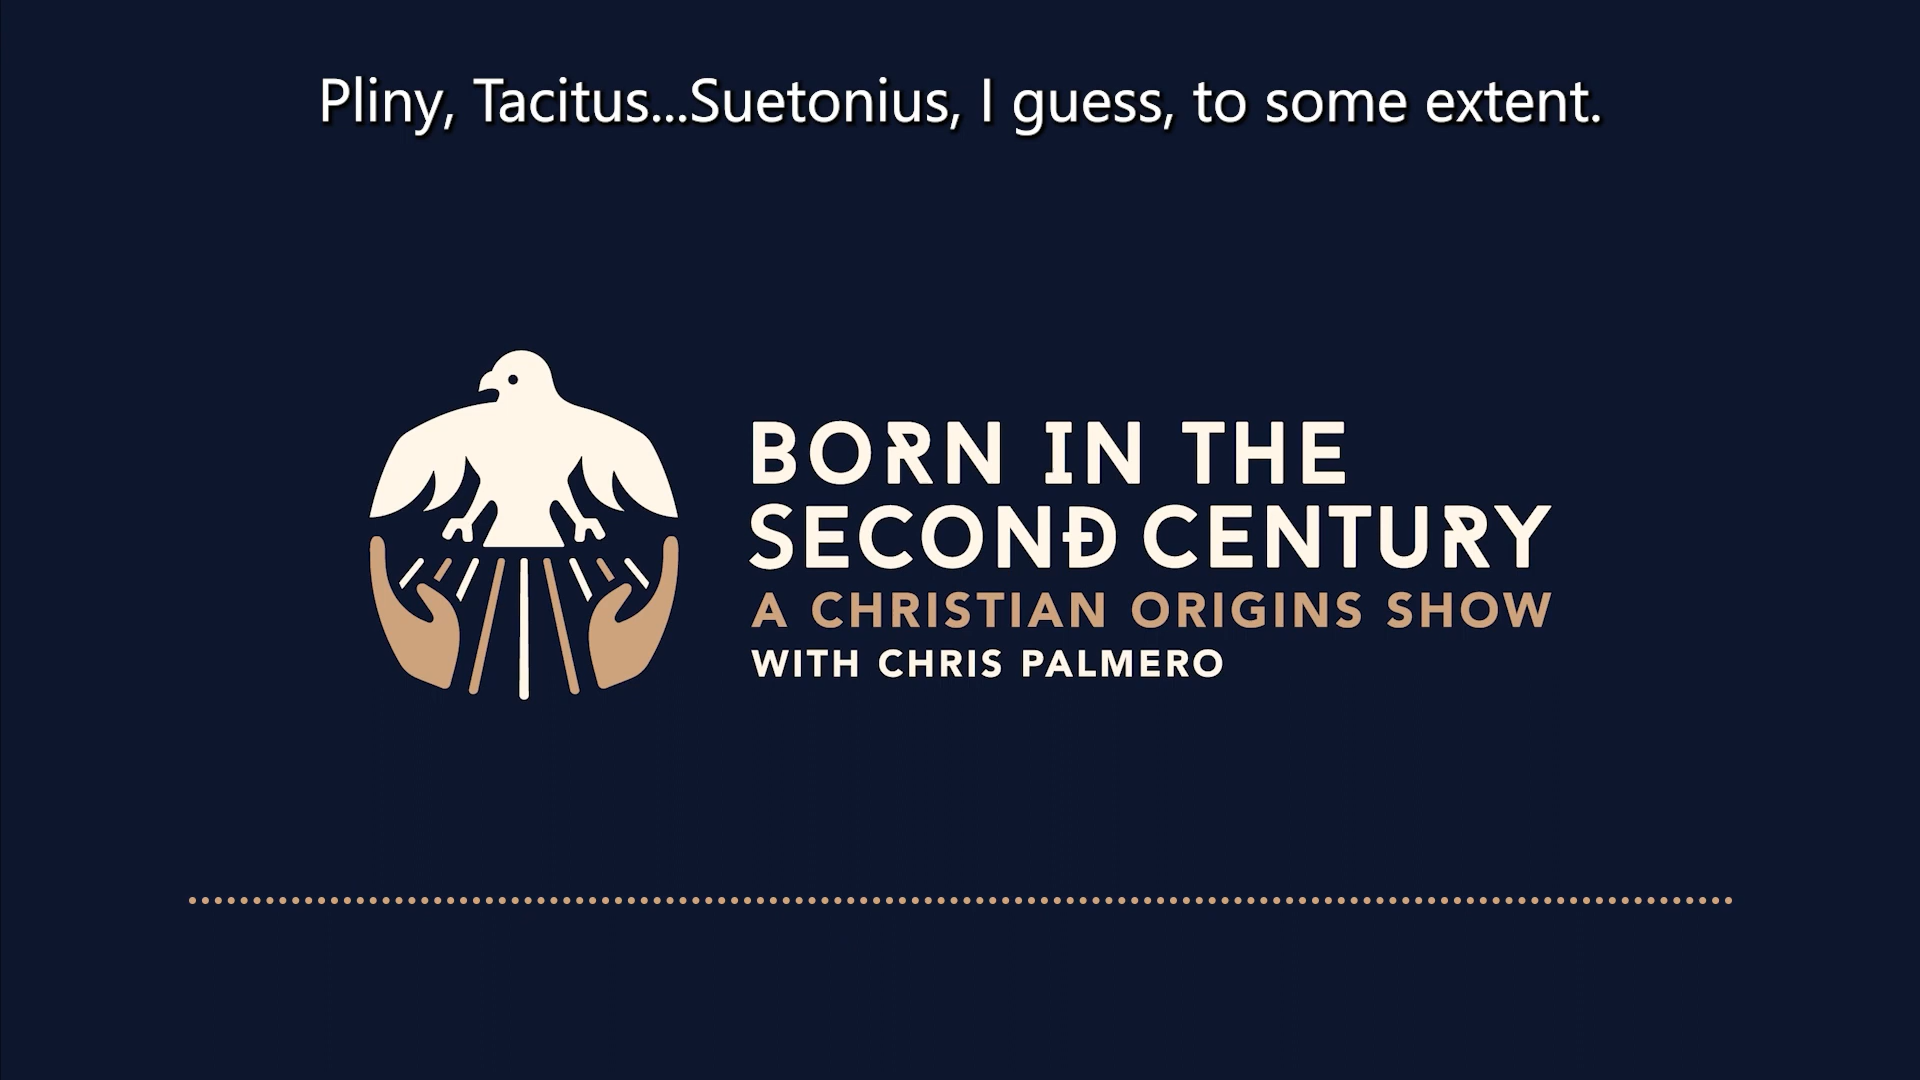 Pliny, Tacitus...Suetonius, I guess, to some extent.
BORN IN THE
SECOND CENTURY
A CHRISTIAN ORIGINS SHOW
WITH CHRIS PALMERO